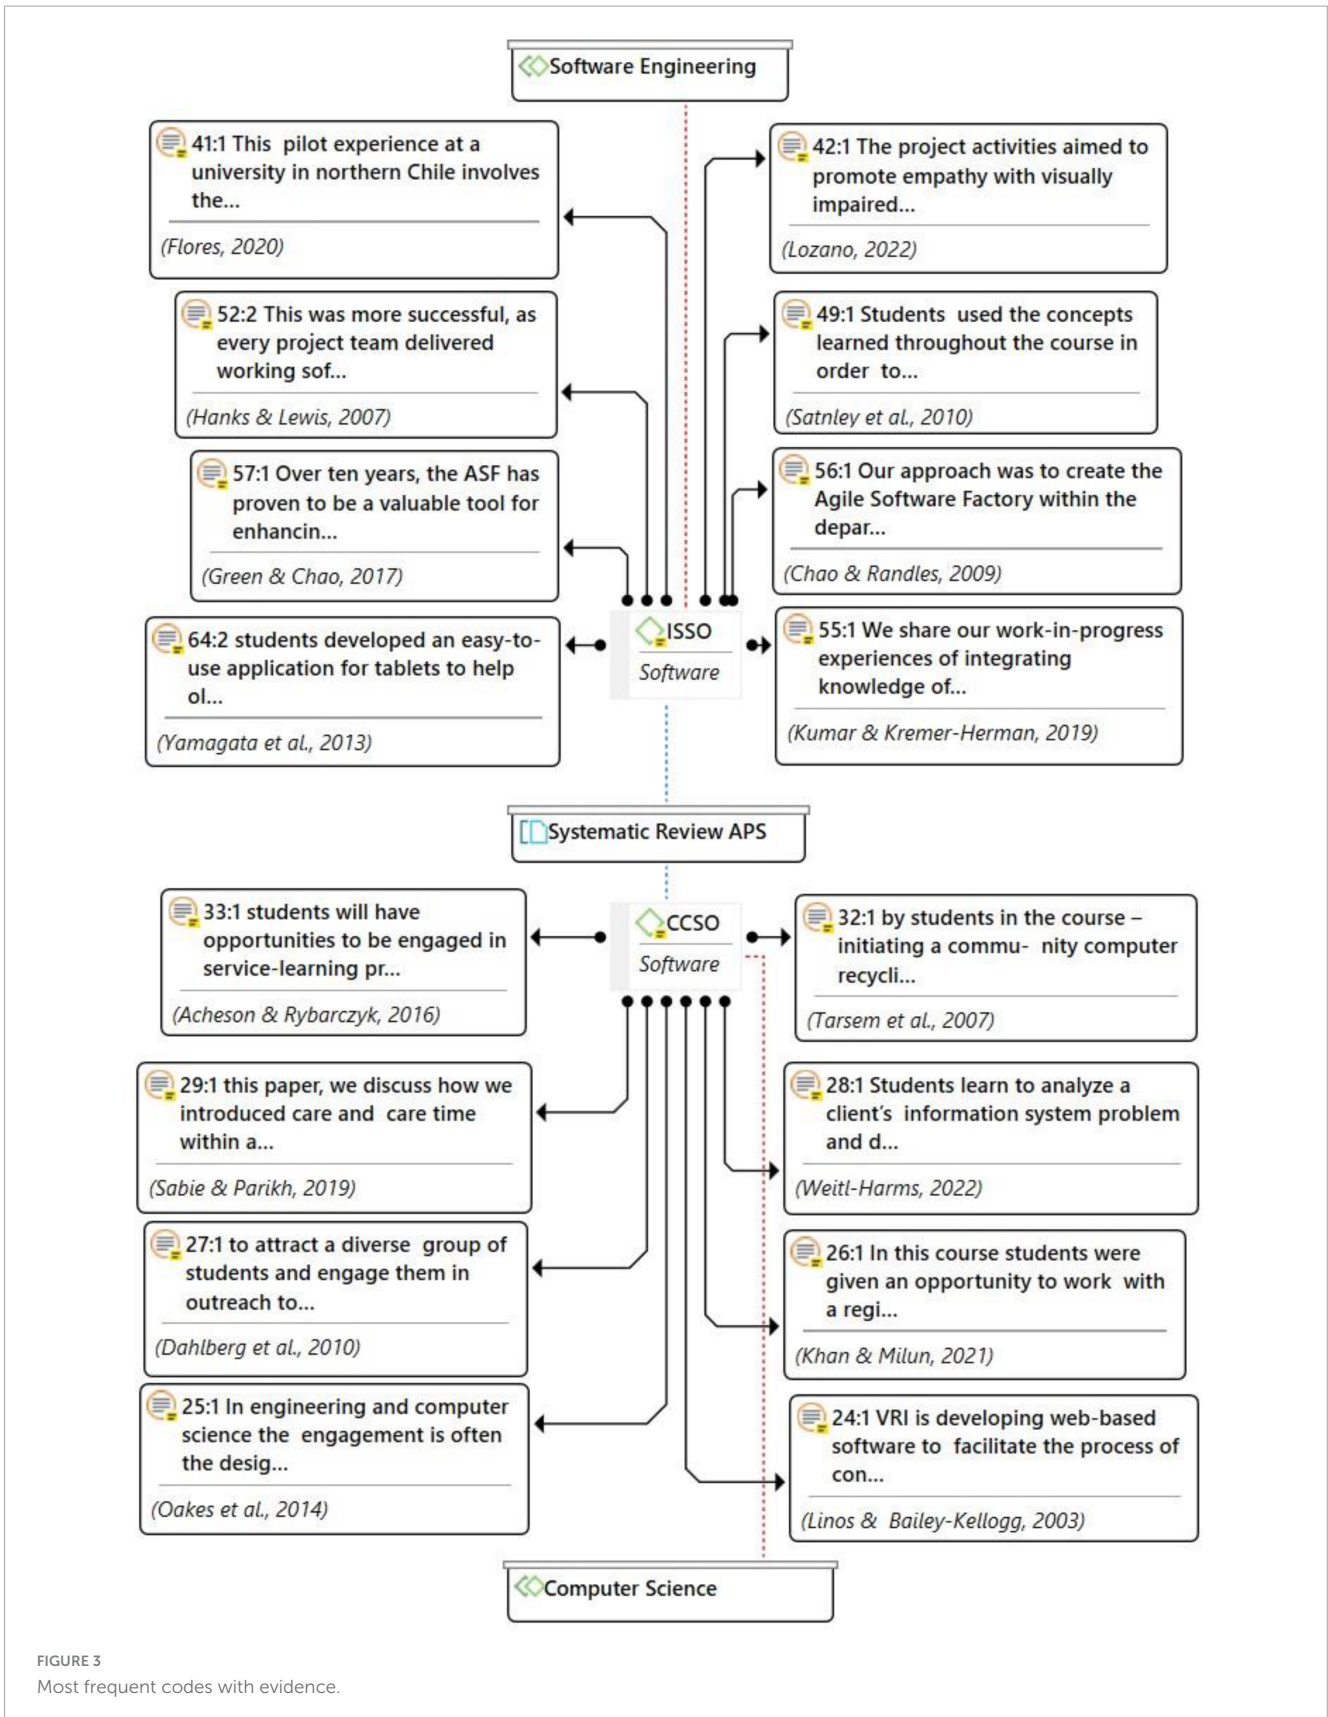 Software Engineering
41:1 This pilot experience at a
university in northern Chile involves
the...
(Flores, 2020)
42:1 The project activities aimed to
promote empathy with visually
impaired...
(Lozano, 2022)
52:2 This was more successful, as
every project team delivered
working sof...
(Hanks & Lewis, 2007)
49:1 Students used the concepts
learned throughout the course in
order to...
(Satnley et al., 2010)
57:1 Over ten years, the ASF has
proven to be a valuable tool for
enhancin...
(Green & Chao, 2017)
56:1 Our approach was to create the
Agile Software Factory within the
depar...
(Chao & Randles, 2009)
64:2 students developed an easy-to-
use application for tablets to help
ol...
(Yamagata et al., 2013)
ISSO
Software
55:1 We share our work-in-progress
experiences of integrating
knowledge of...
(Kumar & Kremer-Herman, 2019)
Systematic Review APS
33:1 students will have
opportunities to be engaged in
service-learning pr...
(Acheson & Rybarczyk, 2016)
CCSO
Software
32:1 by students in the course –
initiating a commu- nity computer
recycli...
(Tarsem et al., 2007)
29:1 this paper, we discuss how we
introduced care and care time
within a...
(Sabie & Parikh, 2019)
28:1 Students learn to analyze a
client’s information system problem
and d...
(Weitl-Harms, 2022)
27:1 to attract a diverse group of
students and engage them in
outreach to...
(Dahlberg et al., 2010)
26:1 In this course students were
given an opportunity to work with
a regi...
(Khan & Milun, 2021)
25:1 In engineering and computer
science the engagement is often
the desig...
(Oakes et al., 2014)
24:1 VRI is developing web-based
software to facilitate the process of
con...
(Linos & Bailey-Kellogg, 2003)
Computer Science
FIGURE 3
Most frequent codes with evidence.